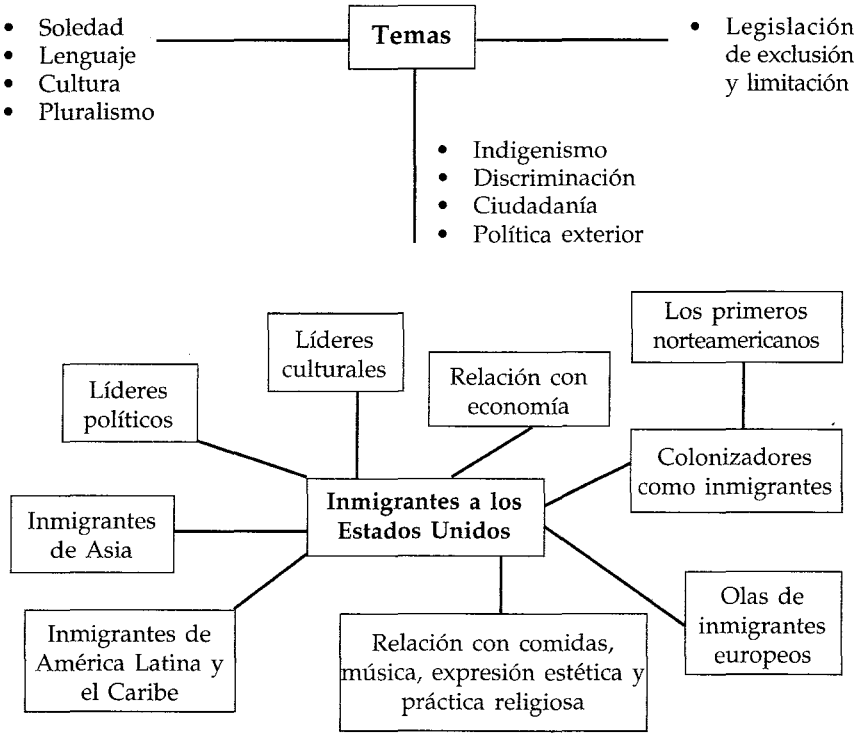 Temas
• Soledad
• Lenguaje
• Cultura
• Pluralismo
• Legislación
de exclusión
y limitación
• Indigenismo
• Discriminación
• Ciudadanía
• Política exterior
Líderes
políticos
Líderes
culturales
Relación con
economía
Los primeros
norteamericanos
Colonizadores
como inmigrantes
Inmigrantes a los
Estados Unidos
Inmigrantes
de Asia
Inmigrantes de
América Latina y
el Caribe
Relación con comidas,
música, expresión estética y
práctica religiosa
Olas de
inmigrantes
europeos